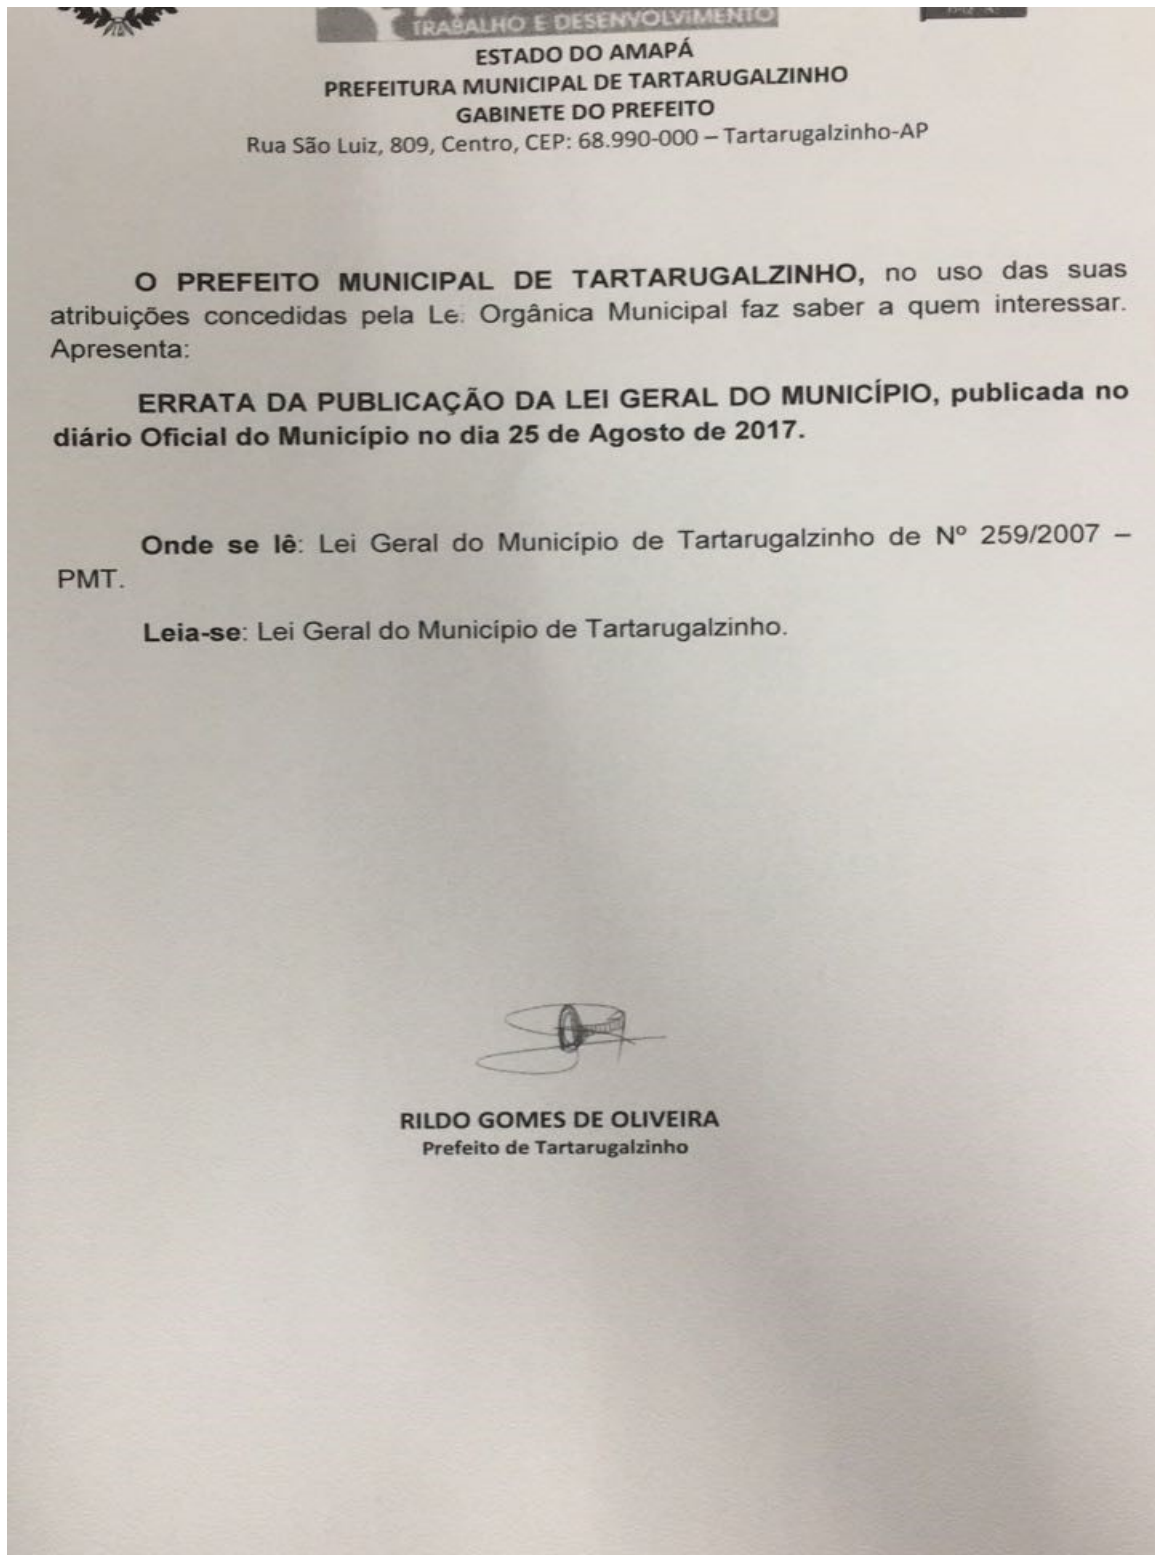 TRABALHO E DESENVOLVIMENTO
ESTADO DO AMAPÁ
PREFEITURA MUNICIPAL DE TARTARUGALZINHO
GABINETE DO PREFEITO
Rua São Luiz, 809, Centro, CEP: 68.990-000 – Tartarugalzinho-AP
O PREFEITO MUNICIPAL DE TARTARUGALZINHO, no uso das suas
atribuições concedidas pela Lei Orgânica Municipal faz saber a quem interessar.
Apresenta:
ERRATA DA PUBLICAÇÃO DA LEI GERAL DO MUNICÍPIO, publicada no
diário Oficial do Município no dia 25 de Agosto de 2017.
Onde se lê: Lei Geral do Município de Tartarugalzinho de Nº 259/2007 –
PMT.
Leia-se: Lei Geral do Município de Tartarugalzinho.
RILDO GOMES DE OLIVEIRA
Prefeito de Tartarugalzinho